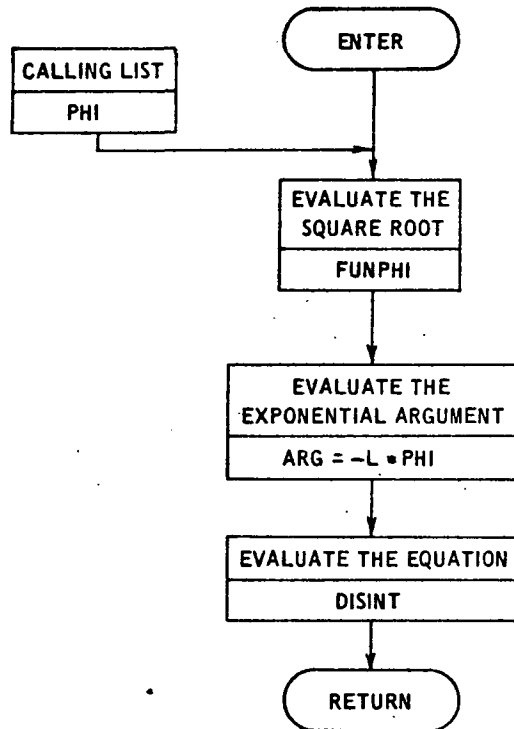 ENTER
CALLING LIST
PHI
EVALUATE THE
SQUARE ROOT
FUNPHI
EVALUATE THE
EXPONENTIAL ARGUMENT
ARG = -L * PHI
EVALUATE THE EQUATION
DISINT
RETURN